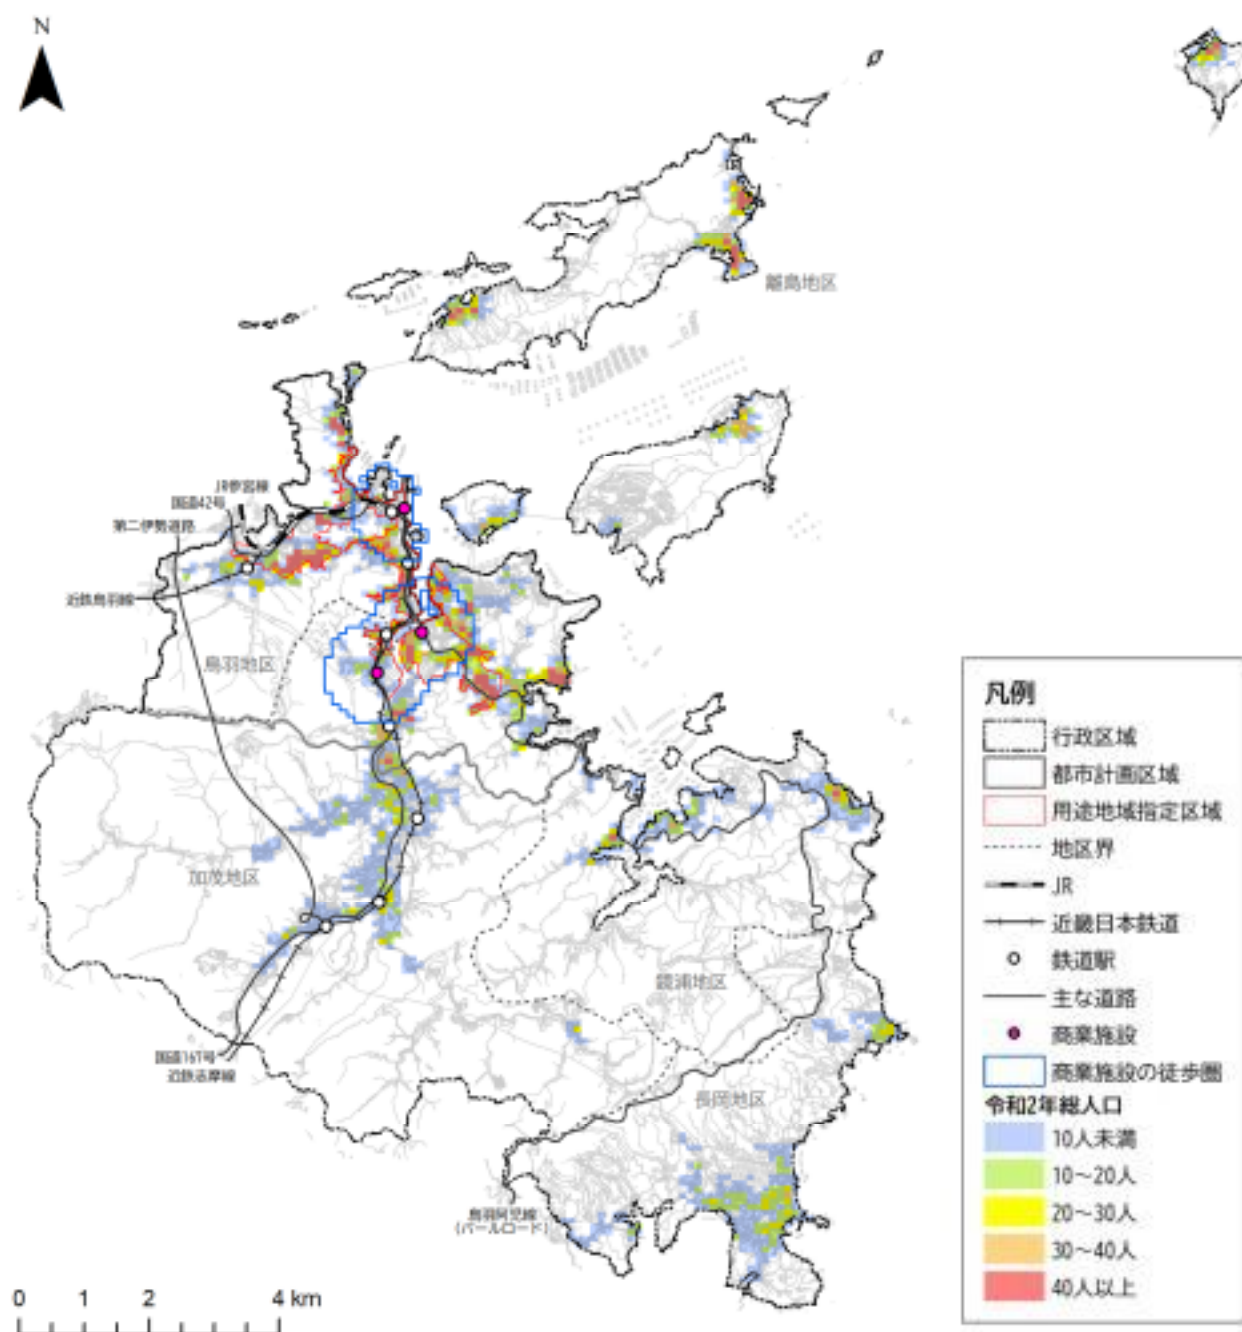 N
離島地区
JR参宮線
国道42号
第二伊勢道路
近鉄鳥羽線
鳥羽地区
加茂地区
鏡浦地区
国道167号
近鉄志摩線
長岡地区
鳥羽阿児線
(パールロード)
凡例
行政区域
都市計画区域
用途地域指定区域
地区界
JR
近畿日本鉄道
鉄道駅
主な道路
商業施設
商業施設の徒歩圏
令和2年総人口
10人未満
10～20人
20～30人
30～40人
40人以上
0 1 2 4 km